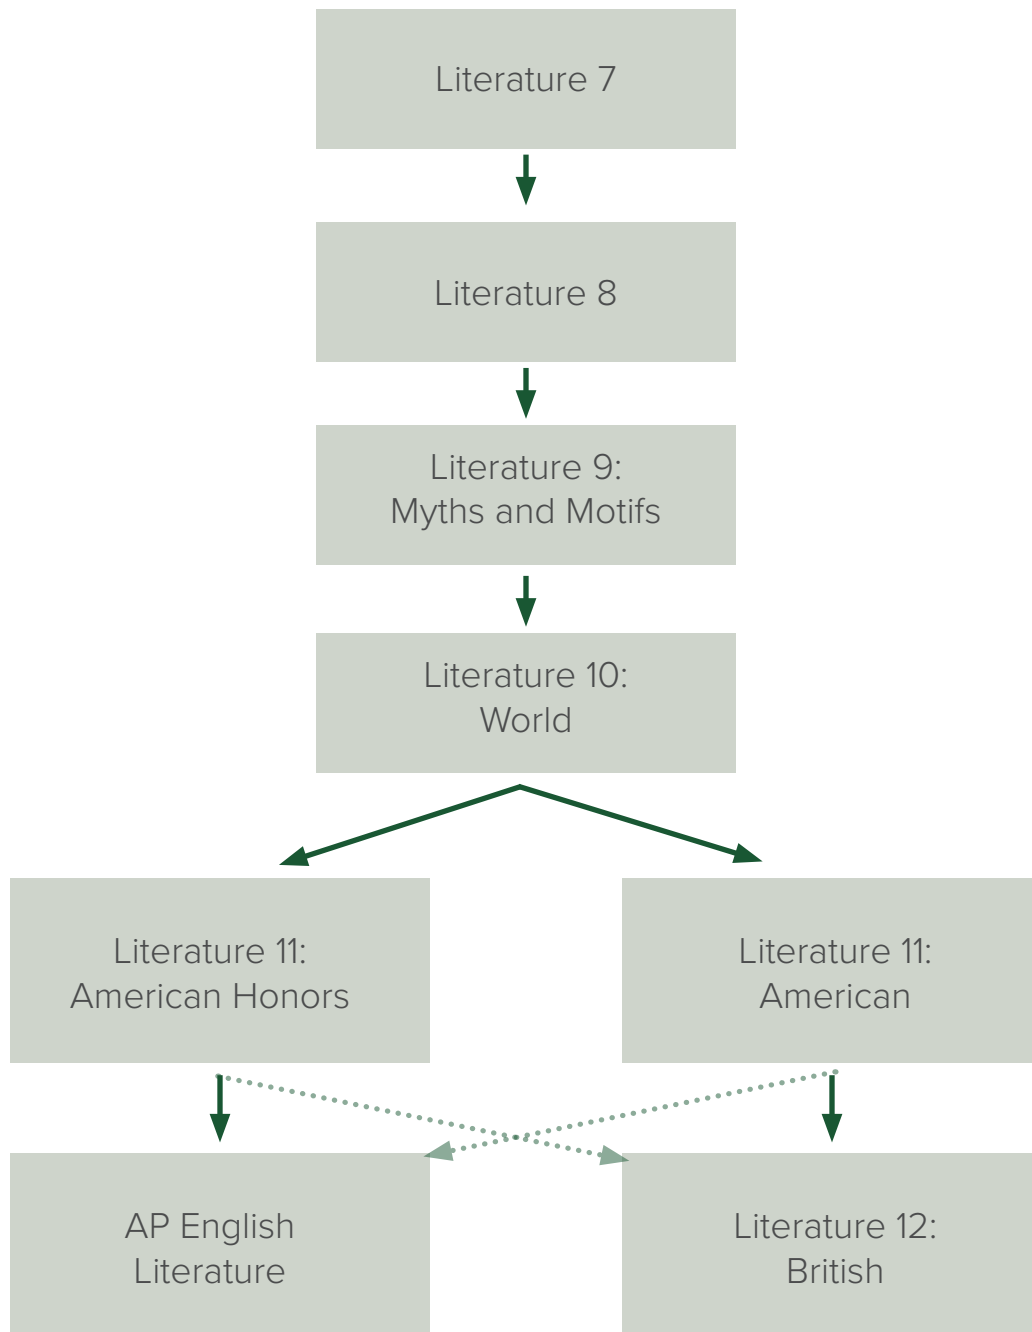 Literature 7
Literature 8
Literature 9:
Myths and Motifs
Literature 10:
World
Literature 11:
American Honors
Literature 11:
American
AP English
Literature
Literature 12:
British